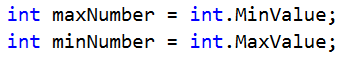 int maxNumber = int.MinValue;
int minNumber = int.MaxValue;